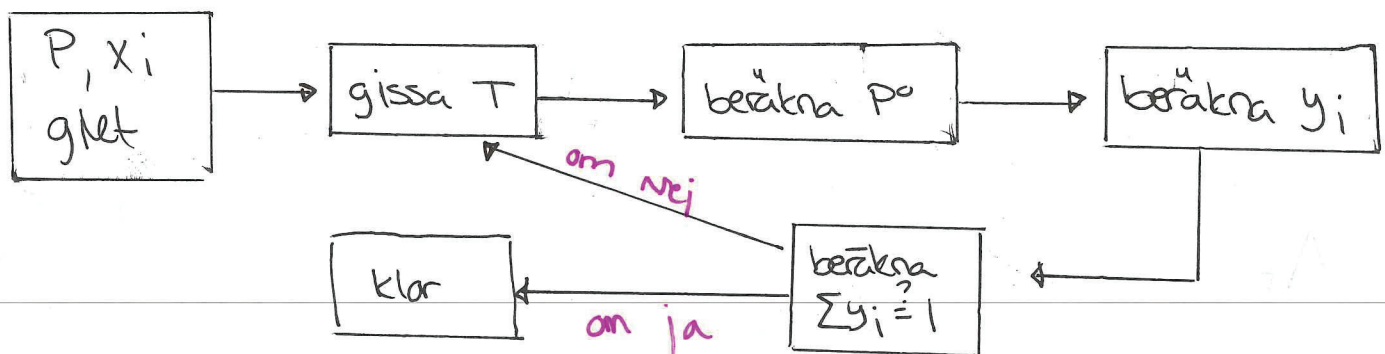 P, xi
givet
gissa T
beräkna p°
beräkna yi
om nej
beräkna
Σyi ≟ 1
om ja
klar